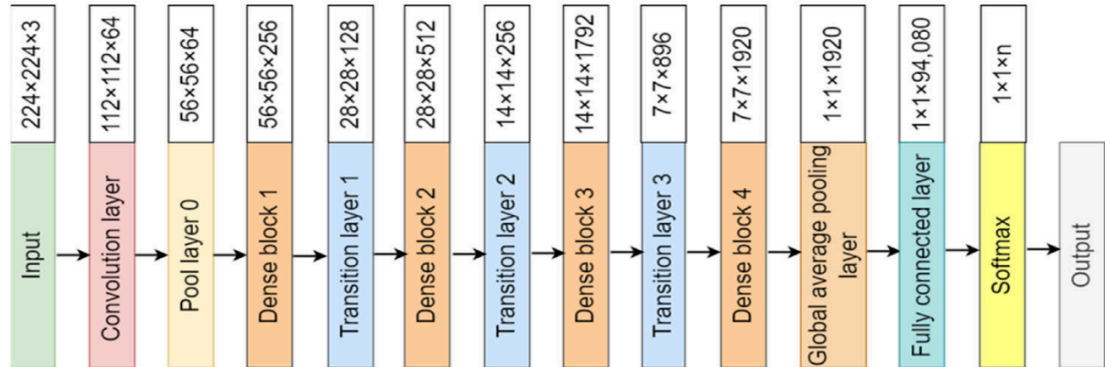 224×224×3
112×112×64
56×56×64
56×56×256
28×28×128
28×28×512
14×14×256
14×14×1792
7×7×896
7×7×1920
1×1×1920
1×1×94,080
1×1×n
Input
Convolution layer
Pool layer 0
Dense block 1
Transition layer 1
Dense block 2
Transition layer 2
Dense block 3
Transition layer 3
Dense block 4
Global average pooling
layer
Fully connected layer
Softmax
Output